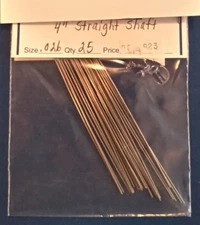 4" Straight Shaft
Size .026 Qty. 25 Price